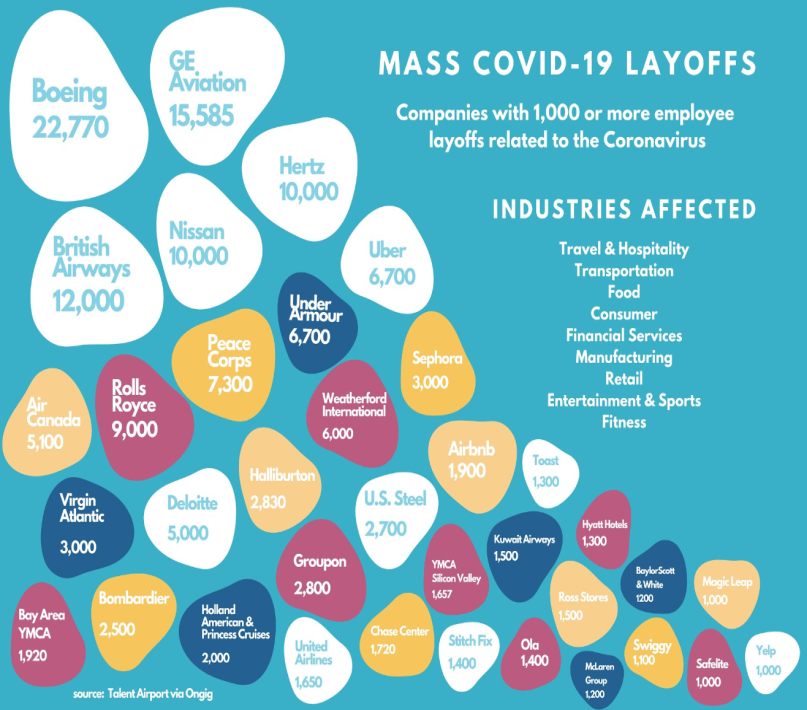 MASS COVID-19 LAYOFFS
Companies with 1,000 or more employee
layoffs related to the Coronavirus
INDUSTRIES AFFECTED
Travel & Hospitality
Transportation
Food
Consumer
Financial Services
Manufacturing
Retail
Entertainment & Sports
Fitness
Boeing
22,770
GE
Aviation
15,585
Hertz
10,000
British
Airways
12,000
Nissan
10,000
Uber
6,700
Under
Armour
6,700
Peace
Corps
7,300
Sephora
3,000
Air
Canada
5,100
Rolls
Royce
9,000
Weatherford
International
6,000
Airbnb
1,900
Toast
1,300
Halliburton
2,830
Virgin
Atlantic
3,000
Deloitte
5,000
U.S. Steel
2,700
Hyatt Hotels
1,300
Kuwait Airways
1,500
Groupon
2,800
YMCA
Silicon Valley
1,657
BaylorScott
& White
1200
Magic Leap
1,000
Ross Stores
1,500
Bay Area
YMCA
1,920
Bombardier
2,500
Holland
American &
Princess Cruises
2,000
United
Airlines
1,650
Chase Center
1,720
Stitch Fix
1,400
Ola
1,400
McLaren
Group
1,200
Swiggy
1,100
Safelite
1,000
Yelp
1,000
source: Talent Airport via Ongig